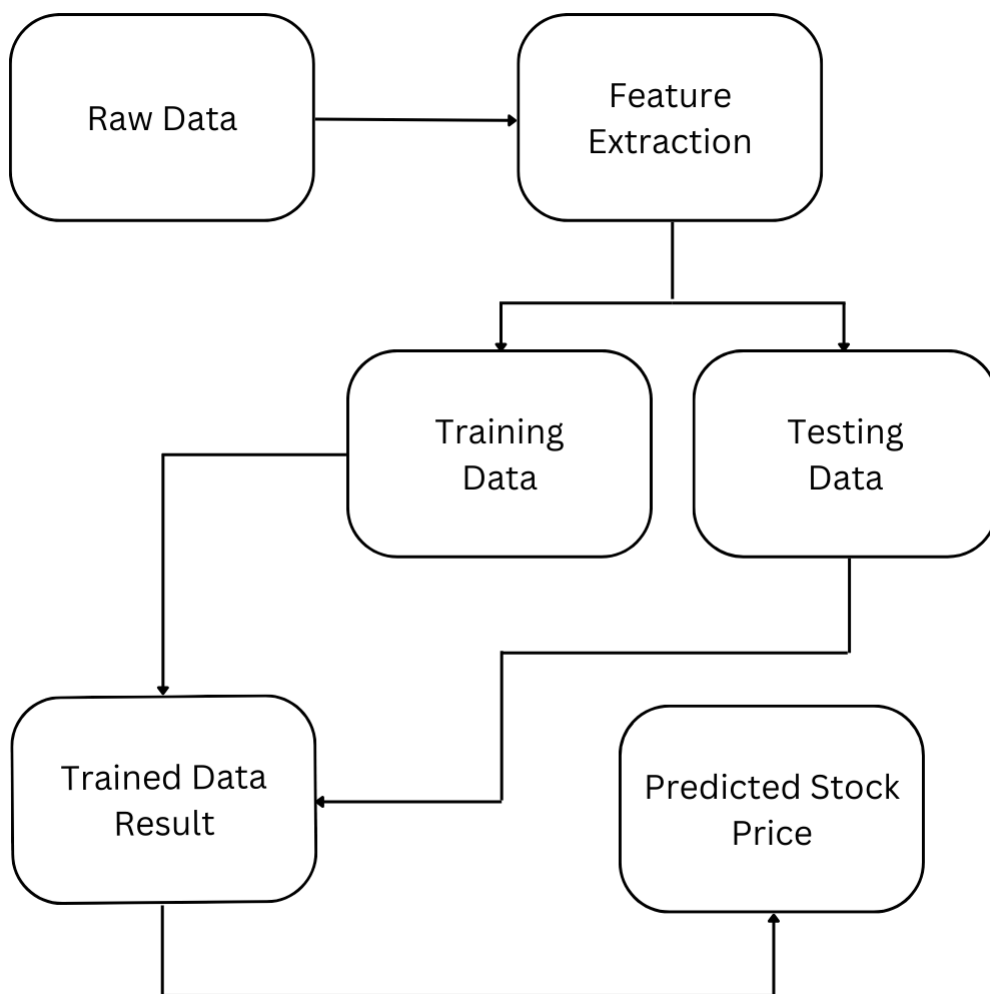 Raw Data
Feature
Extraction
Training
Data
Testing
Data
Trained Data
Result
Predicted Stock
Price